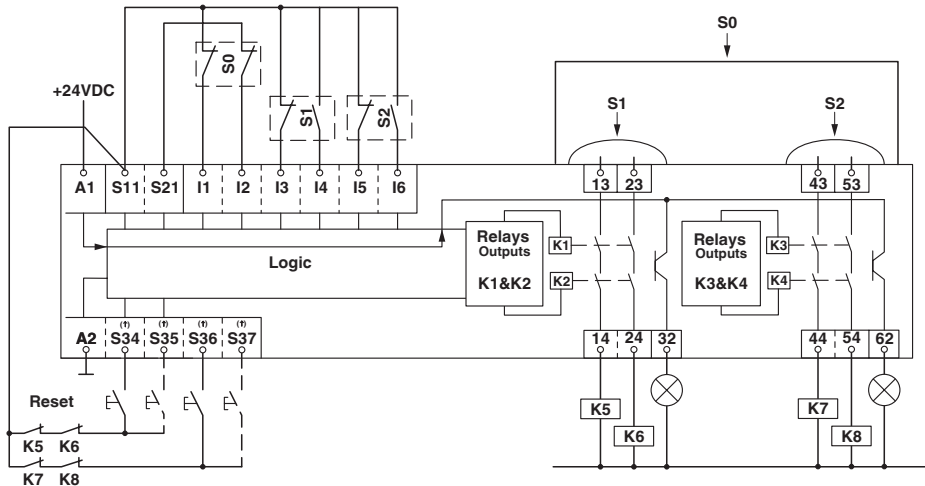 S0
+24VDC
S0
S1
S2
S1
S2
A1 S11 S21 I1 I2 I3 I4 I5 I6
13 23
43 53
Logic
Relays
Outputs
K1&K2
K1
K2
Relays
Outputs
K3&K4
K3
K4
A2 S34 S35 S36 S37
(†) (†) (†) (†)
14 24 32
44 54 62
Reset
K5 K6
K7 K8
K5
K6
K7
K8